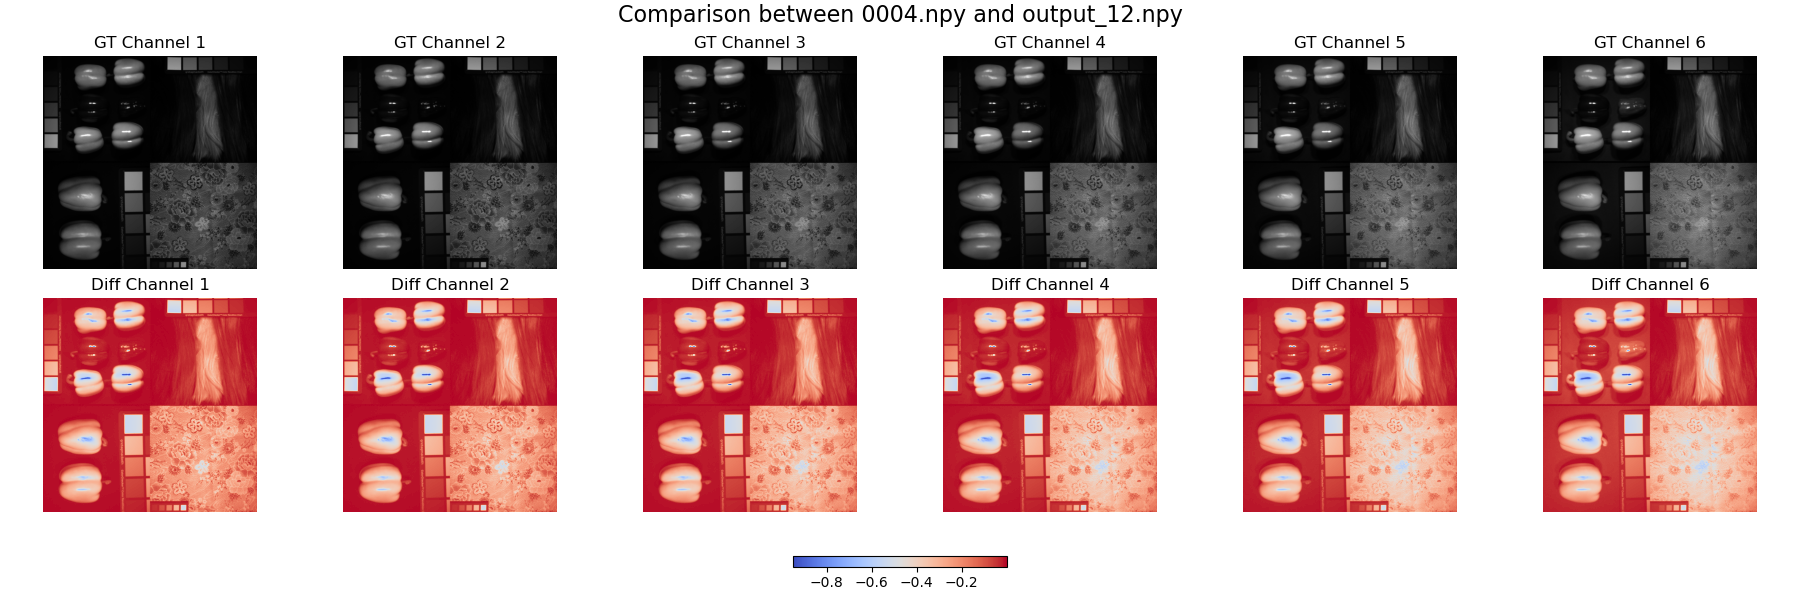 Comparison between 0004.npy and output_12.npy
GT Channel 1
GT Channel 2
GT Channel 3
GT Channel 4
GT Channel 5
GT Channel 6
Diff Channel 1
Diff Channel 2
Diff Channel 3
Diff Channel 4
Diff Channel 5
Diff Channel 6
−0.8 −0.6 −0.4 −0.2